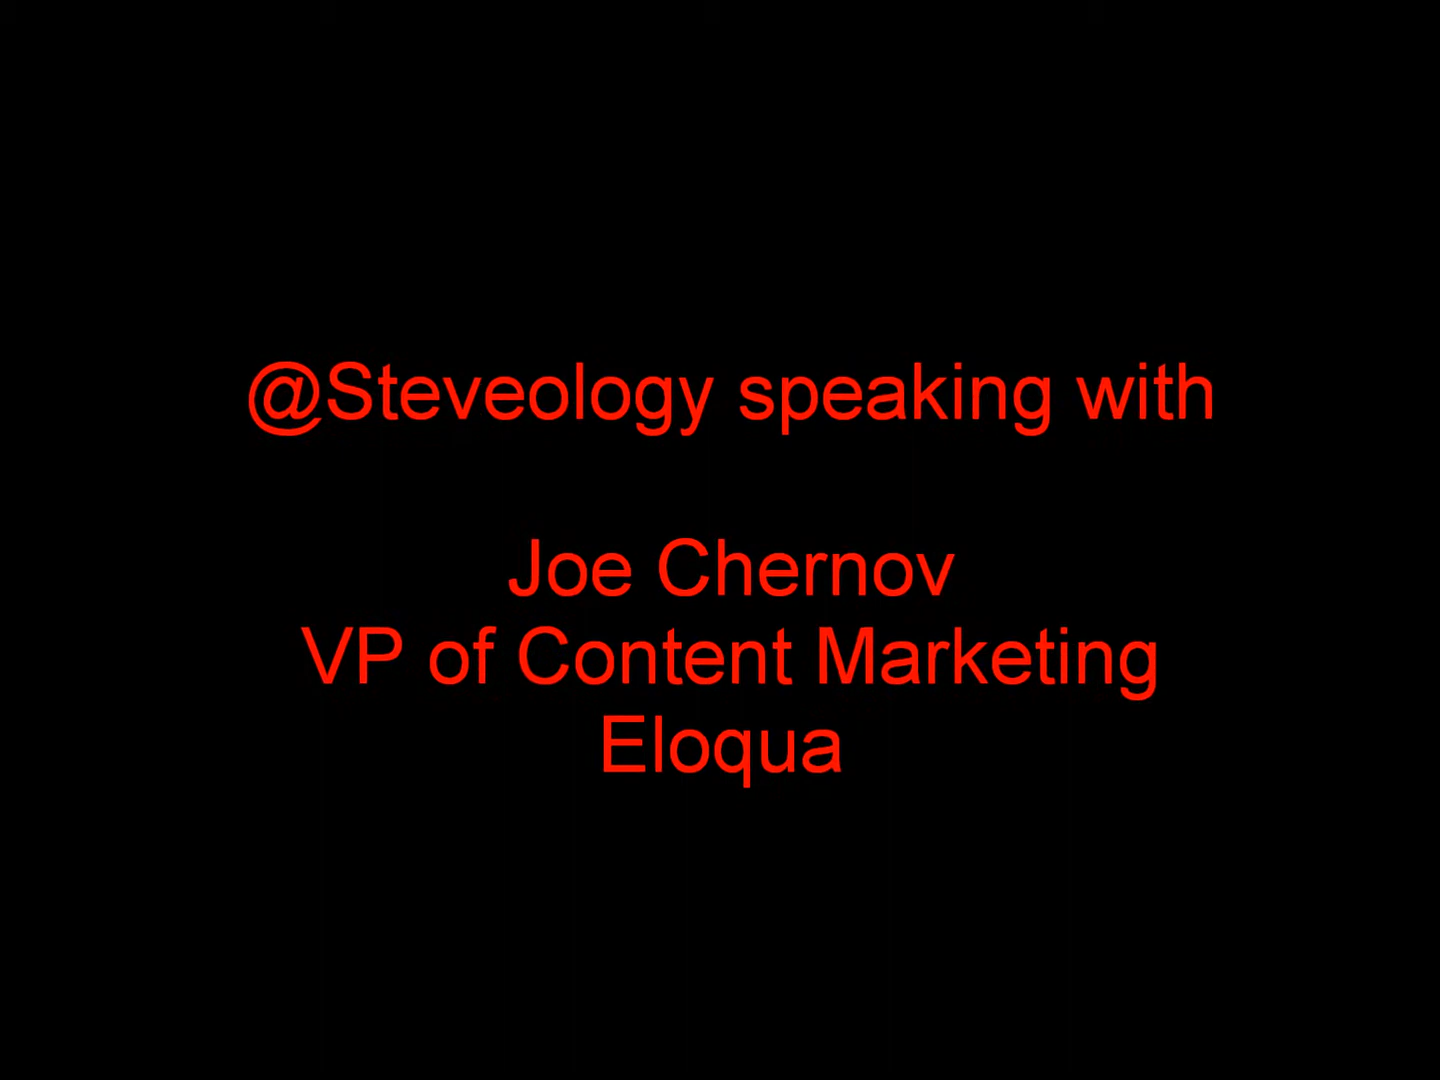 @Steveology speaking with
Joe Chernov
VP of Content Marketing
Eloqua